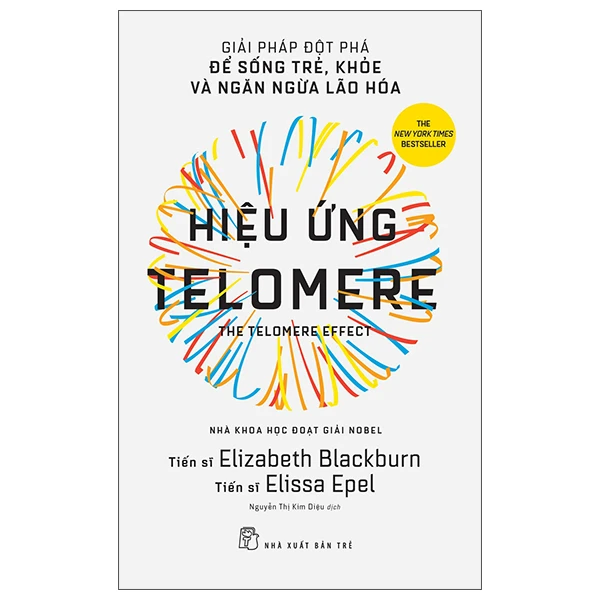 GIẢI PHÁP ĐỘT PHÁ
ĐỂ SỐNG TRẺ, KHỎE
VÀ NGĂN NGỪA LÃO HÓA
THE
NEW YORK TIMES
BESTSELLER
HIỆU ỨNG
TELOMERE
THE TELOMERE EFFECT
NHÀ KHOA HỌC ĐOẠT GIẢI NOBEL
Tiến sĩ Elizabeth Blackburn
Tiến sĩ Elissa Epel
Nguyễn Thị Kim Diệu dịch
NHÀ XUẤT BẢN TRẺ